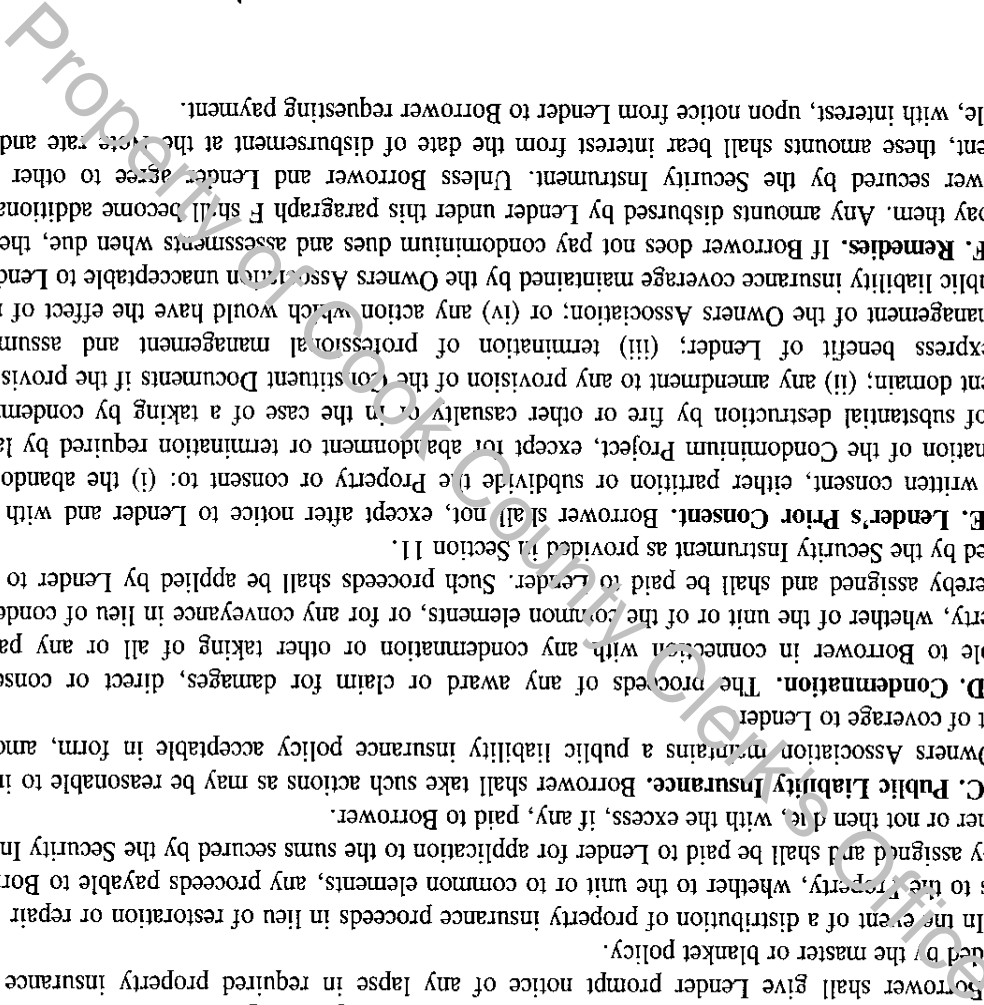 Borrower shall give Lender prompt notice of any lapse in required property insurance
ded by the master or blanket policy.
In the event of a distribution of property insurance proceeds in lieu of restoration or repair
s to the Property, whether to the unit or to common elements, any proceeds payable to Bor
y assigned and shall be paid to Lender for application to the sums secured by the Security In
her or not then due, with the excess, if any, paid to Borrower.
C. Public Liability Insurance. Borrower shall take such actions as may be reasonable to i
Owners Association maintains a public liability insurance policy acceptable in form, amo
t of coverage to Lender
D. Condemnation. The proceeds of any award or claim for damages, direct or conse
ble to Borrower in connection with any condemnation or other taking of all or any pa
erty, whether of the unit or of the common elements, or for any conveyance in lieu of conde
ereby assigned and shall be paid to Lender. Such proceeds shall be applied by Lender to
ed by the Security Instrument as provided in Section 11.
E. Lender's Prior Consent. Borrower shall not, except after notice to Lender and with
written consent, either partition or subdivide the Property or consent to: (i) the abando
nation of the Condominium Project, except for abandonment or termination required by la
of substantial destruction by fire or other casualty or in the case of a taking by condem
ent domain; (ii) any amendment to any provision of the Constituent Documents if the provis
express benefit of Lender; (iii) termination of professional management and assum
management of the Owners Association; or (iv) any action which would have the effect of
ublic liability insurance coverage maintained by the Owners Association unacceptable to Lend
F. Remedies. If Borrower does not pay condominium dues and assessments when due, the
pay them. Any amounts disbursed by Lender under this paragraph F shall become additiona
wer secured by the Security Instrument. Unless Borrower and Lender agree to other
ent, these amounts shall bear interest from the date of disbursement at the Note rate and
le, with interest, upon notice from Lender to Borrower requesting payment.
Property of Cook County Clerk's Office